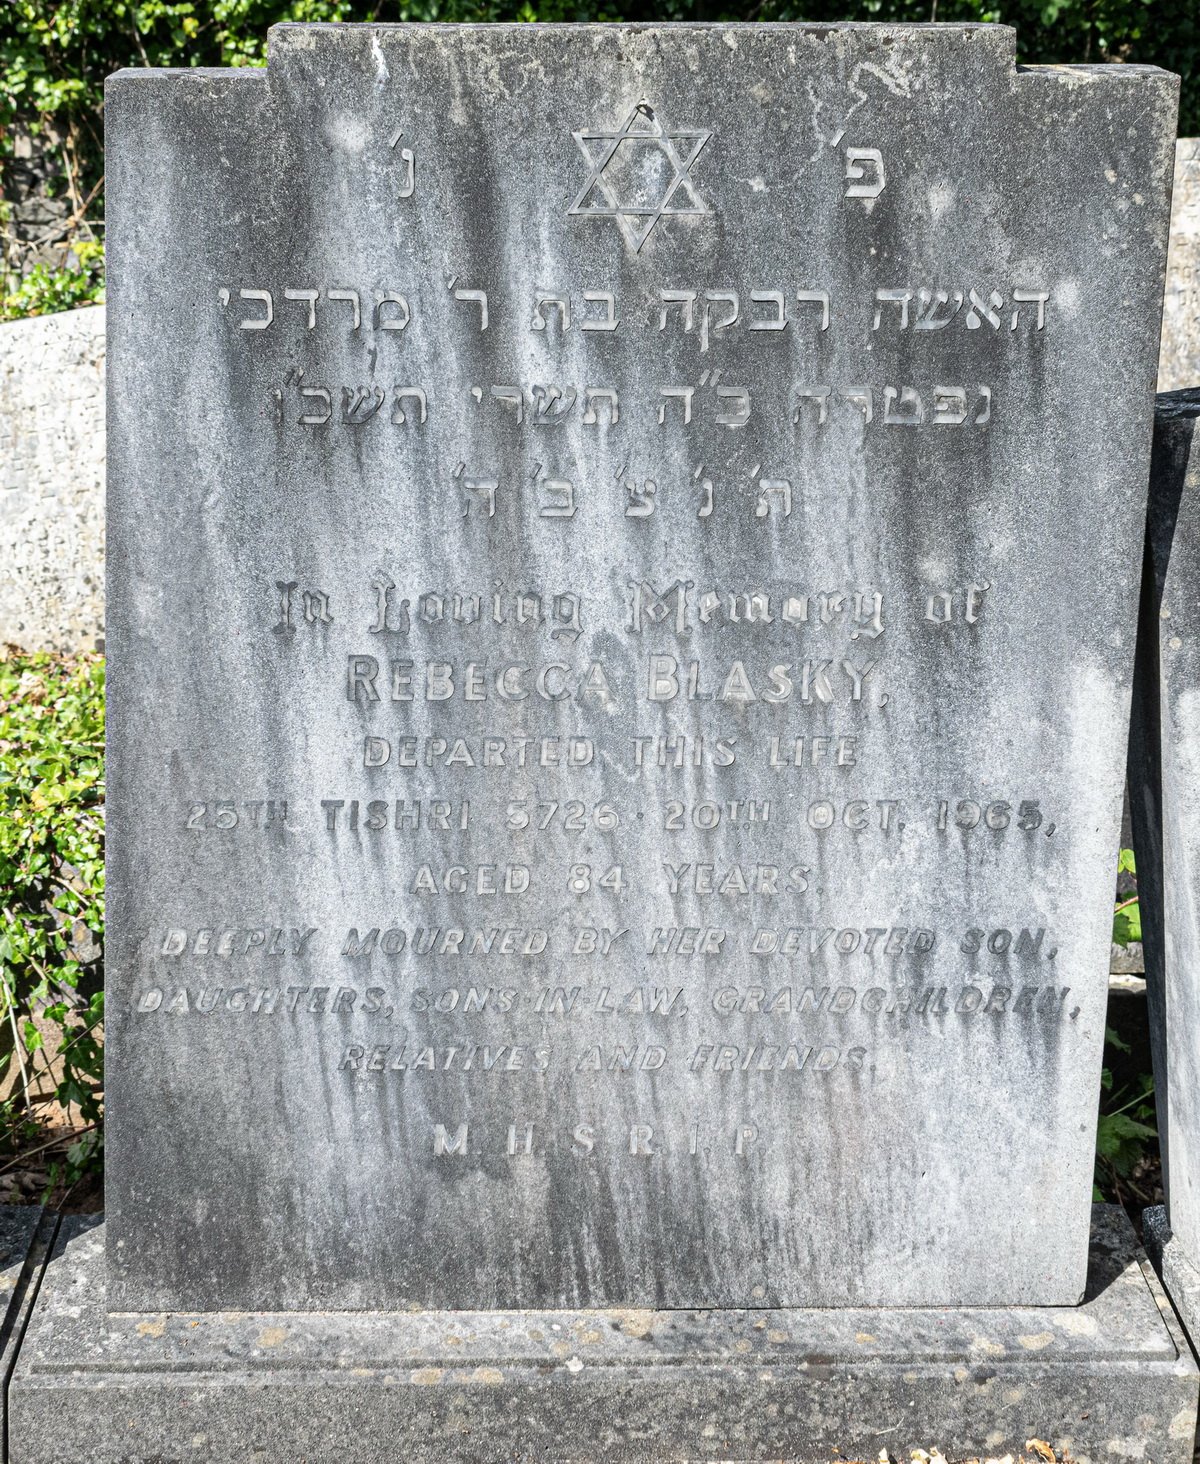 פ׳ נ׳
האשה רבקה בת ר׳ מרדכי
נפטרה כ״ה תשרי תשכ״ו
ת׳ נ׳ צ׳ ב׳ ה׳
In Loving Memory of
REBECCA BLASKY,
DEPARTED THIS LIFE
25TH TISHRI 5726 · 20TH OCT. 1965,
AGED 84 YEARS.
DEEPLY MOURNED BY HER DEVOTED SON,
DAUGHTERS, SONS-IN-LAW, GRANDCHILDREN,
RELATIVES AND FRIENDS.
M. H. S. R. I. P.